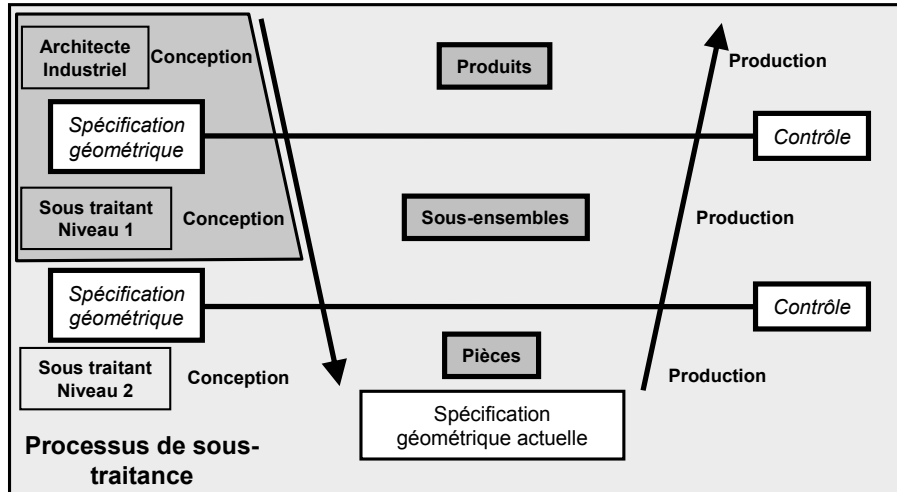 Architecte
Industriel
Conception
Produits
Production
Spécification
géométrique
Contrôle
Sous traitant
Niveau 1
Conception
Sous-ensembles
Production
Spécification
géométrique
Contrôle
Sous traitant
Niveau 2
Conception
Pièces
Production
Spécification
géométrique actuelle
Processus de sous-
traitance